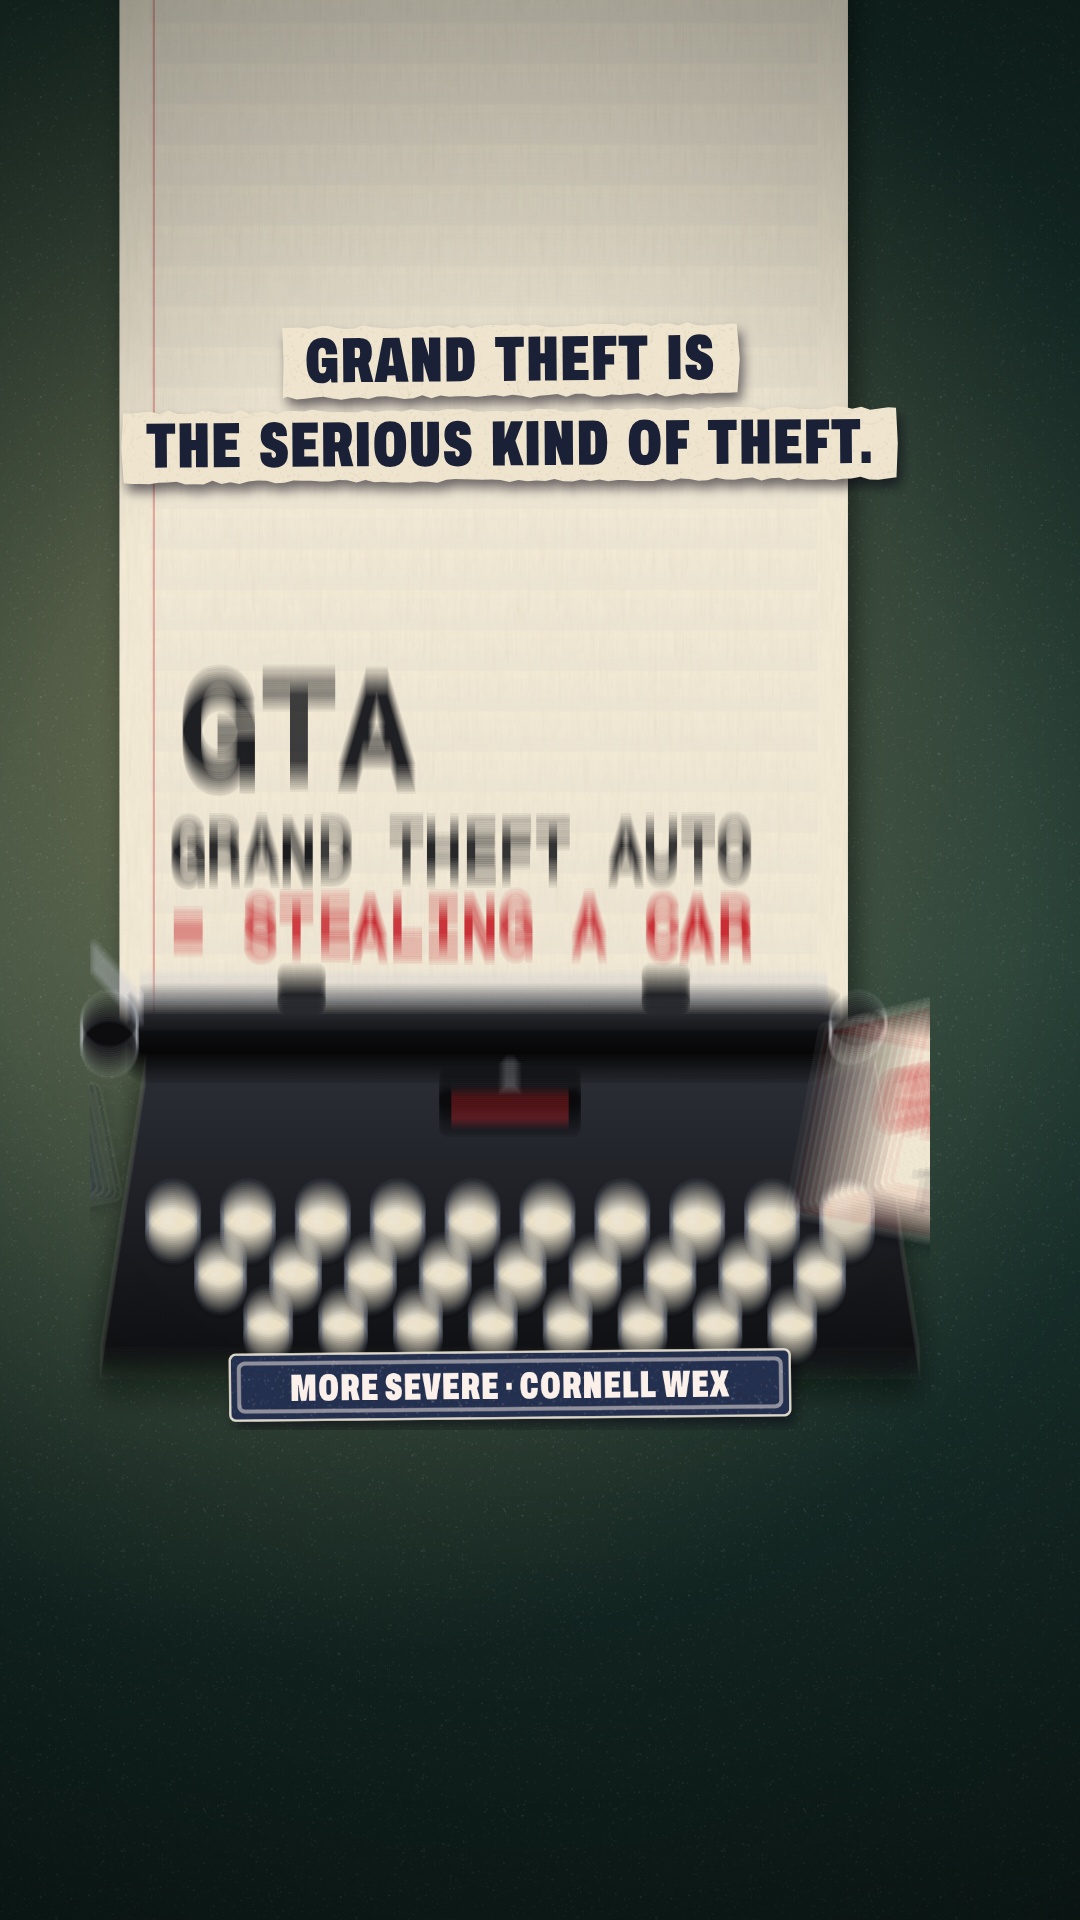 GRAND THEFT IS
THE SERIOUS KIND OF THEFT.
GTA
GRAND THEFT AUTO
STEALING A CAR
MORE SEVERE · CORNELL WEX